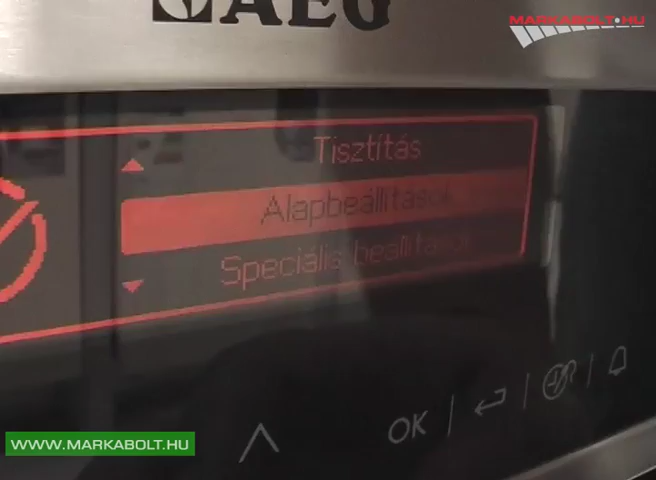 AEG
MARKABOLT.HU
Tisztítás
Alapbeállítások
Speciális beállítások
OK
WWW.MARKABOLT.HU